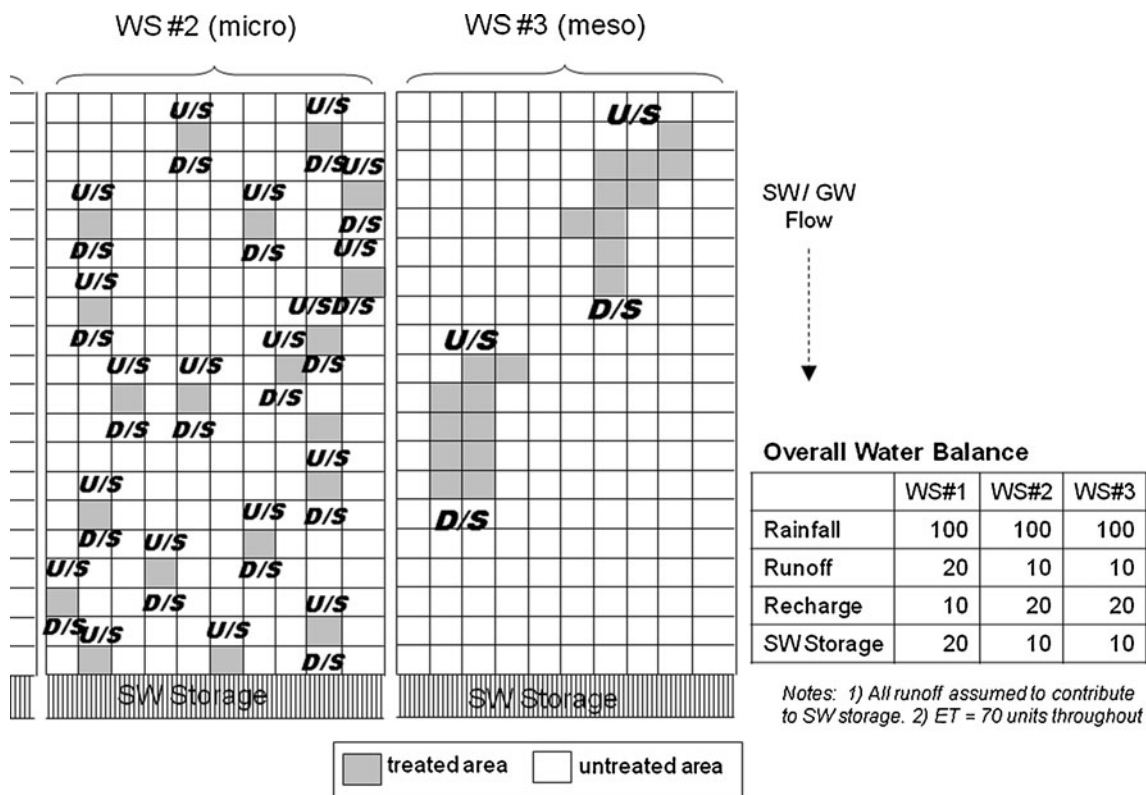 WS #2 (micro)
U/S U/S
D/S D/S U/S
U/S U/S
D/S
D/S D/S U/S
U/S
U/S D/S
D/S U/S
U/S U/S D/S
D/S
D/S D/S
U/S
U/S
U/S D/S
D/S U/S
U/S D/S
D/S U/S
D/S U/S U/S
D/S
SW Storage
WS #3 (meso)
U/S
D/S
U/S
D/S
SW Storage
SW/ GW
Flow
Overall Water Balance
WS#1 WS#2 WS#3
Rainfall 100 100 100
Runoff 20 10 10
Recharge 10 20 20
SW Storage 20 10 10
Notes: 1) All runoff assumed to contribute
to SW storage. 2) ET = 70 units throughout
treated area untreated area